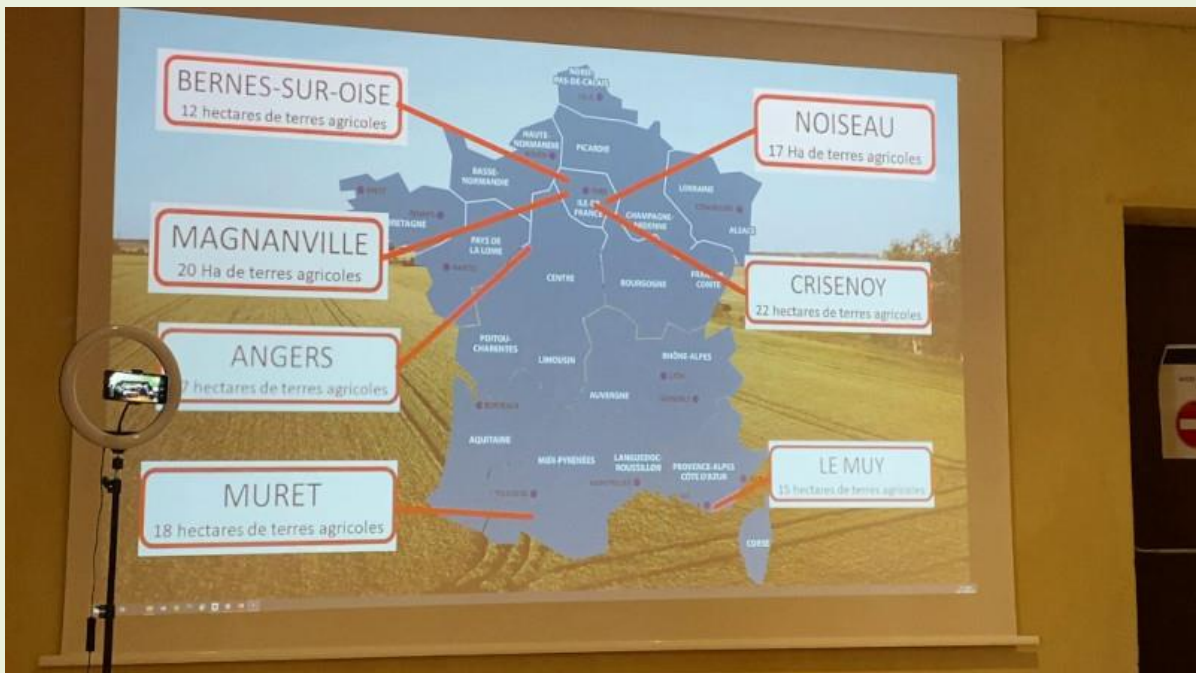 BERNES-SUR-OISE
12 hectares de terres agricoles
NOISEAU
17 Ha de terres agricoles
MAGNANVILLE
20 Ha de terres agricoles
CRISENOY
22 hectares de terres agricoles
ANGERS
hectares de terres agricoles
MURET
18 hectares de terres agricoles
LE MUY
15 hectares de terres agricoles
NORD-
PAS-DE-CALAIS
HAUTE-
NORMANDIE
PICARDIE
BASSE-
NORMANDIE
LORRAINE
ILE-DE
FRANCE
CHAMPAGNE-
ARDENNE
ALSACE
BRETAGNE
PAYS DE
LA LOIRE
CENTRE
BOURGOGNE
FRANCHE
COMTE
POITOU-
CHARENTES
LIMOUSIN
RHÔNE-ALPES
LYON
AUVERGNE
BORDEAUX
AQUITAINE
MIDI-PYRÉNÉES
LANGUEDOC-
ROUSSILLON
PROVENCE-ALPES
CÔTE D'AZUR
MONTPELLIER
TOULOUSE
CORSE